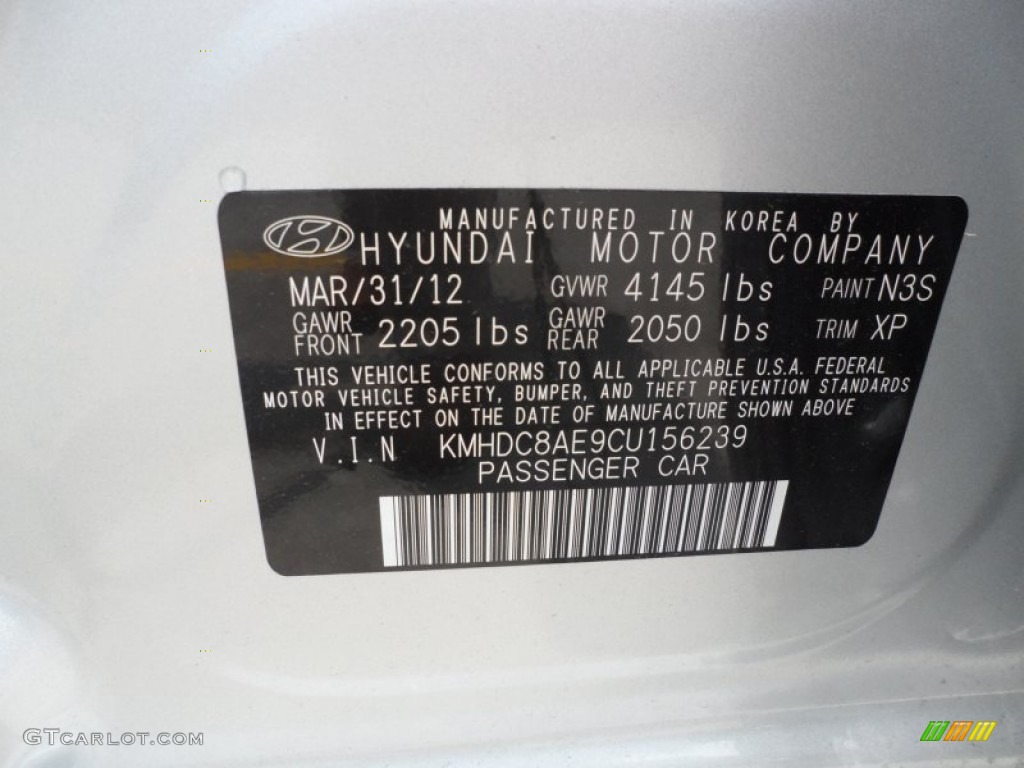 MANUFACTURED IN KOREA BY
HYUNDAI MOTOR COMPANY
MAR/31/12 GVWR 4145 lbs PAINT N3S
GAWR FRONT 2205 lbs GAWR REAR 2050 lbs TRIM XP
THIS VEHICLE CONFORMS TO ALL APPLICABLE U.S.A. FEDERAL
MOTOR VEHICLE SAFETY, BUMPER, AND THEFT PREVENTION STANDARDS
IN EFFECT ON THE DATE OF MANUFACTURE SHOWN ABOVE
V.I.N KMHDC8AE9CU156239
PASSENGER CAR
GTCARLOT.COM